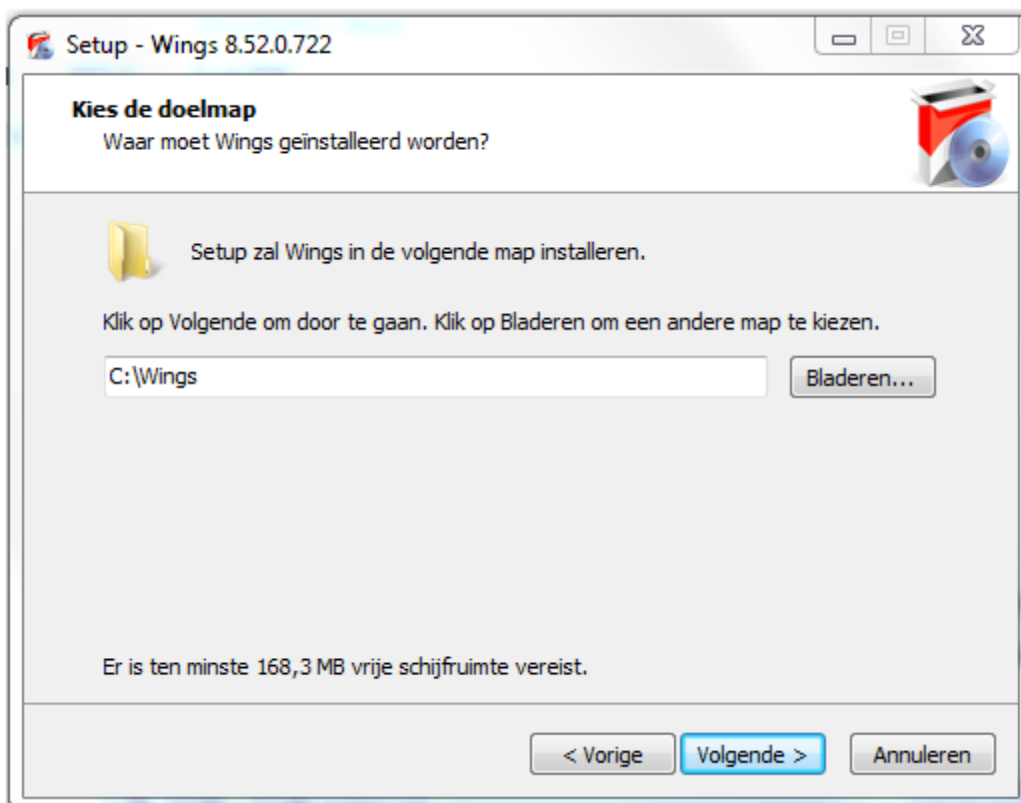 Setup - Wings 8.52.0.722
Kies de doelmap
Waar moet Wings geïnstalleerd worden?
Setup zal Wings in de volgende map installeren.
Klik op Volgende om door te gaan. Klik op Bladeren om een andere map te kiezen.
C:\Wings
Bladeren...
Er is ten minste 168,3 MB vrije schijfruimte vereist.
< Vorige
Volgende >
Annuleren